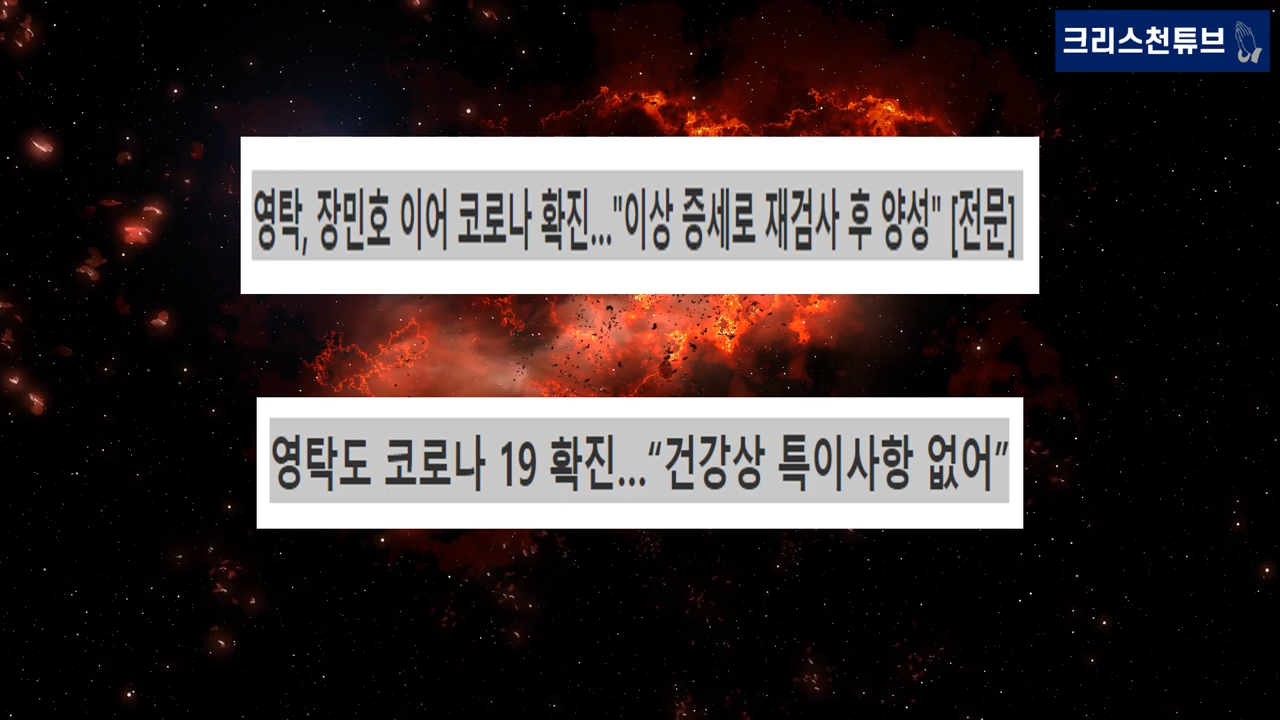 크리스천튜브
영탁, 장민호 이어 코로나 확진..."이상 증세로 재검사 후 양성" [전문]
영탁도 코로나 19 확진...“건강상 특이사항 없어”